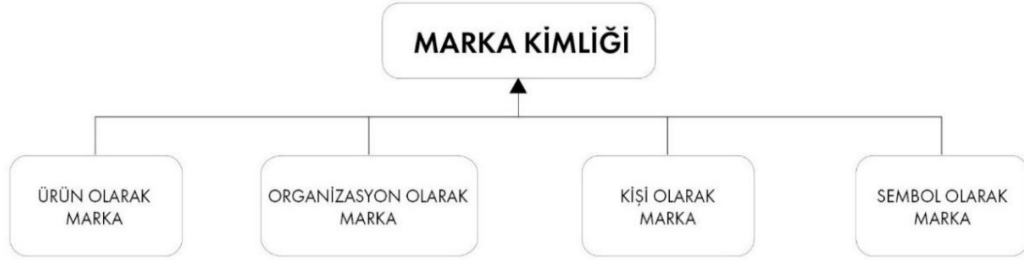 MARKA KİMLİĞİ
ÜRÜN OLARAK
MARKA
ORGANİZASYON OLARAK
MARKA
KİŞİ OLARAK
MARKA
SEMBOL OLARAK
MARKA